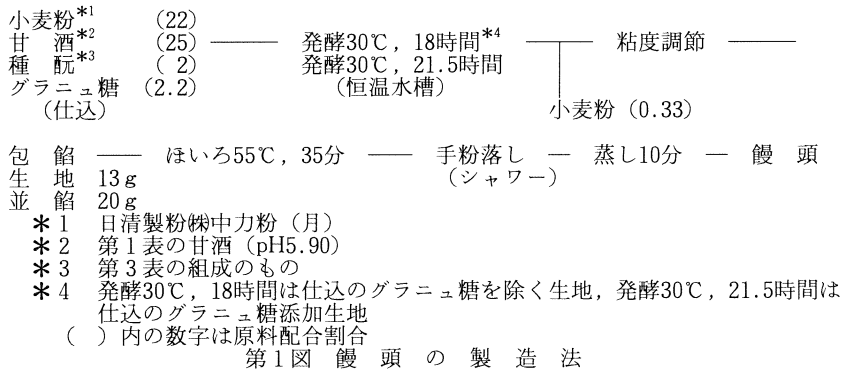 小麦粉*1 (22)
甘 酒*2 (25) ―― 発酵30℃, 18時間*4 ―┬― 粘度調節 ――
種 酛*3 ( 2) 発酵30℃, 21.5時間
グラニュ糖 (2.2) (恒温水槽)
(仕込) 小麦粉 (0.33)
包 餡 ―― ほいろ55℃, 35分 ―― 手粉落し ― 蒸し10分 ― 饅 頭
生 地 13g (シャワー)
並 餡 20g
*1 日清製粉㈱中力粉 (月)
*2 第1表の甘酒 (pH5.90)
*3 第3表の組成のもの
*4 発酵30℃, 18時間は仕込のグラニュ糖を除く生地, 発酵30℃, 21.5時間は
仕込のグラニュ糖添加生地
( )内の数字は原料配合割合
第1図 饅 頭 の 製 造 法